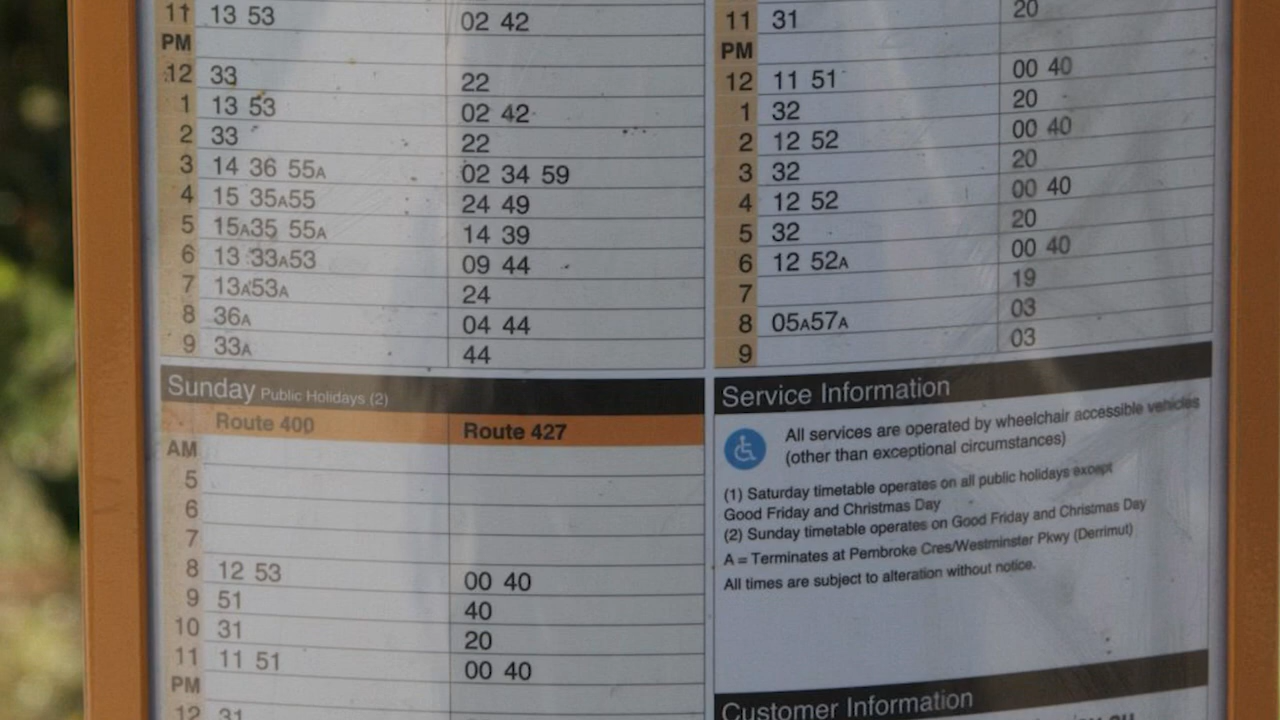 11 13 53 02 42
PM
12 33 22
1 13 53 02 42
2 33 22
3 14 36 55A 02 34 59
4 15 35A55 24 49
5 15A35 55A 14 39
6 13 33A53 09 44
7 13A53A 24
8 36A 04 44
9 33A 44
Sunday Public Holidays (2)
Route 400 Route 427
AM
5
6
7
8 12 53 00 40
9 51 40
10 31 20
11 11 51 00 40
PM
12 31
11 31 20
PM
12 11 51 00 40
1 32 20
2 12 52 00 40
3 32 20
4 12 52 00 40
5 32 20
6 12 52A 00 40
7 19
8 05A57A 03
9 03
Service Information
All services are operated by wheelchair accessible vehicles
(other than exceptional circumstances)
(1) Saturday timetable operates on all public holidays except
Good Friday and Christmas Day
(2) Sunday timetable operates on Good Friday and Christmas Day
A = Terminates at Pembroke Cres/Westminster Pkwy (Derrimut)
All times are subject to alteration without notice.
Customer Information